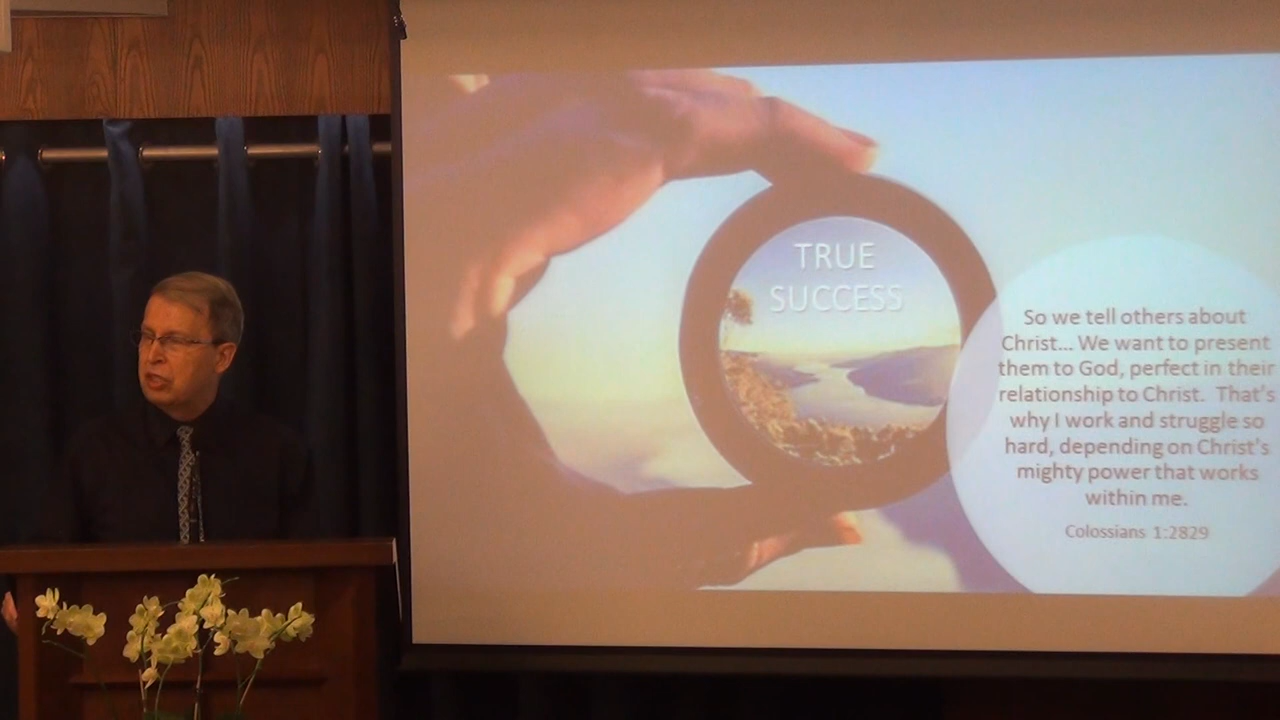 TRUE
SUCCESS
So we tell others about
Christ... We want to present
them to God, perfect in their
relationship to Christ. That's
why I work and struggle so
hard, depending on Christ's
mighty power that works
within me.
Colossians 1:2829